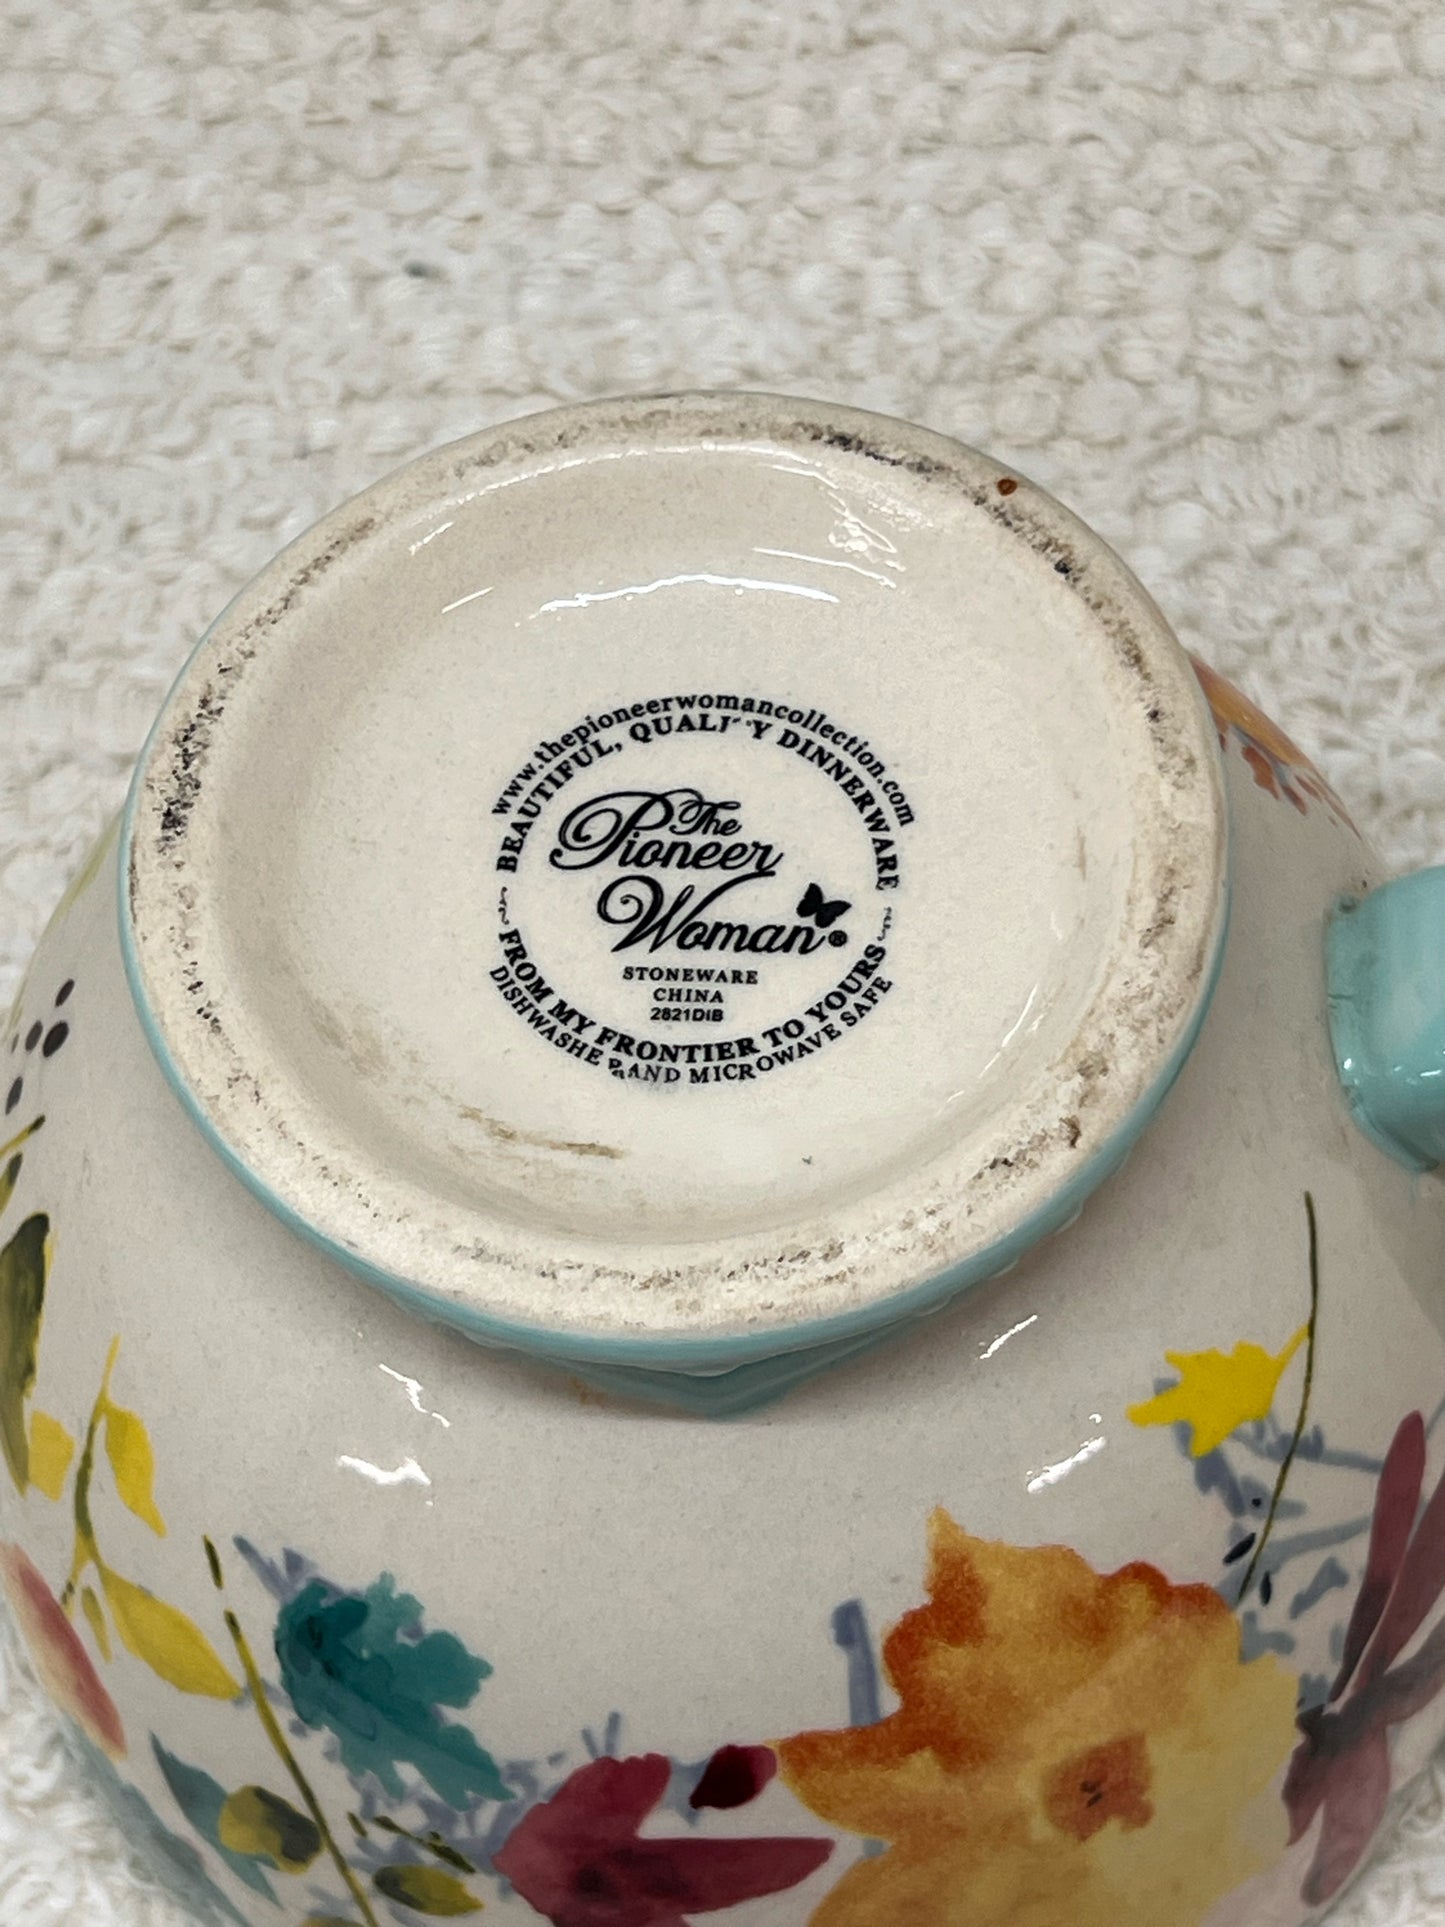 www.thepioneerwomancollection.com
BEAUTIFUL, QUALITY DINNERWARE
The
Pioneer
Woman®
STONEWARE
CHINA
2821DIB
FROM MY FRONTIER TO YOURS
DISHWASHER AND MICROWAVE SAFE